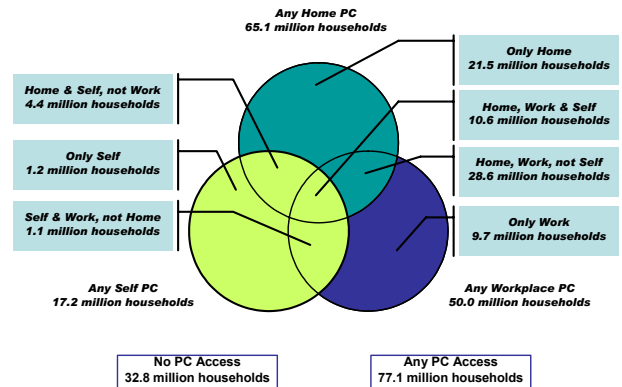 Any Home PC
65.1 million households
Only Home
21.5 million households
Home & Self, not Work
4.4 million households
Home, Work & Self
10.6 million households
Only Self
1.2 million households
Home, Work, not Self
28.6 million households
Self & Work, not Home
1.1 million households
Only Work
9.7 million households
Any Self PC
17.2 million households
Any Workplace PC
50.0 million households
No PC Access
32.8 million households
Any PC Access
77.1 million households